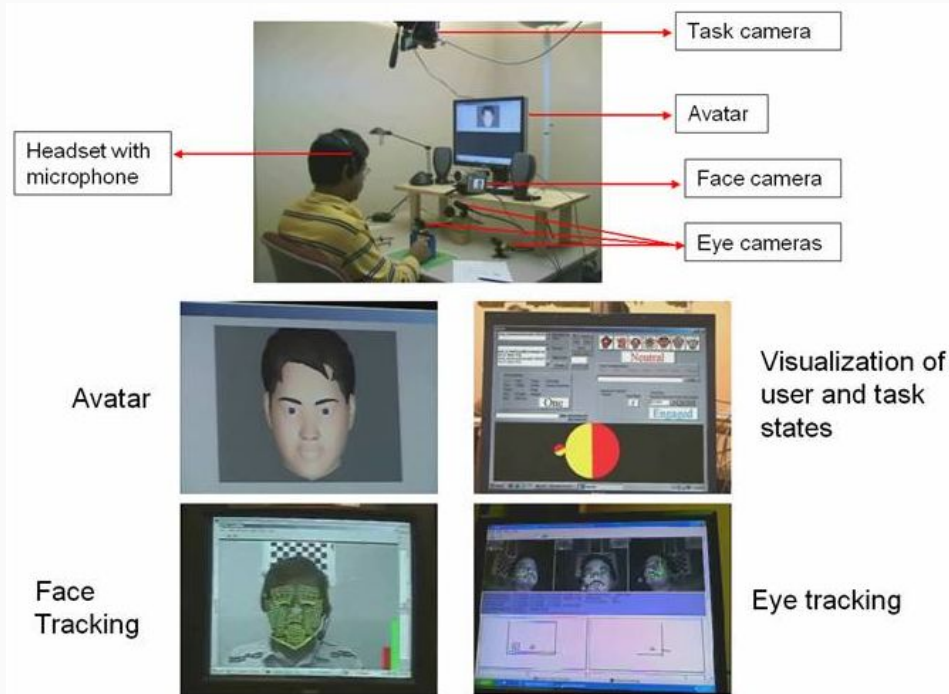 Task camera
Avatar
Headset with
microphone
Face camera
Eye cameras
Avatar
Neutral
One
Engaged
Visualization of
user and task
states
Face
Tracking
Eye tracking